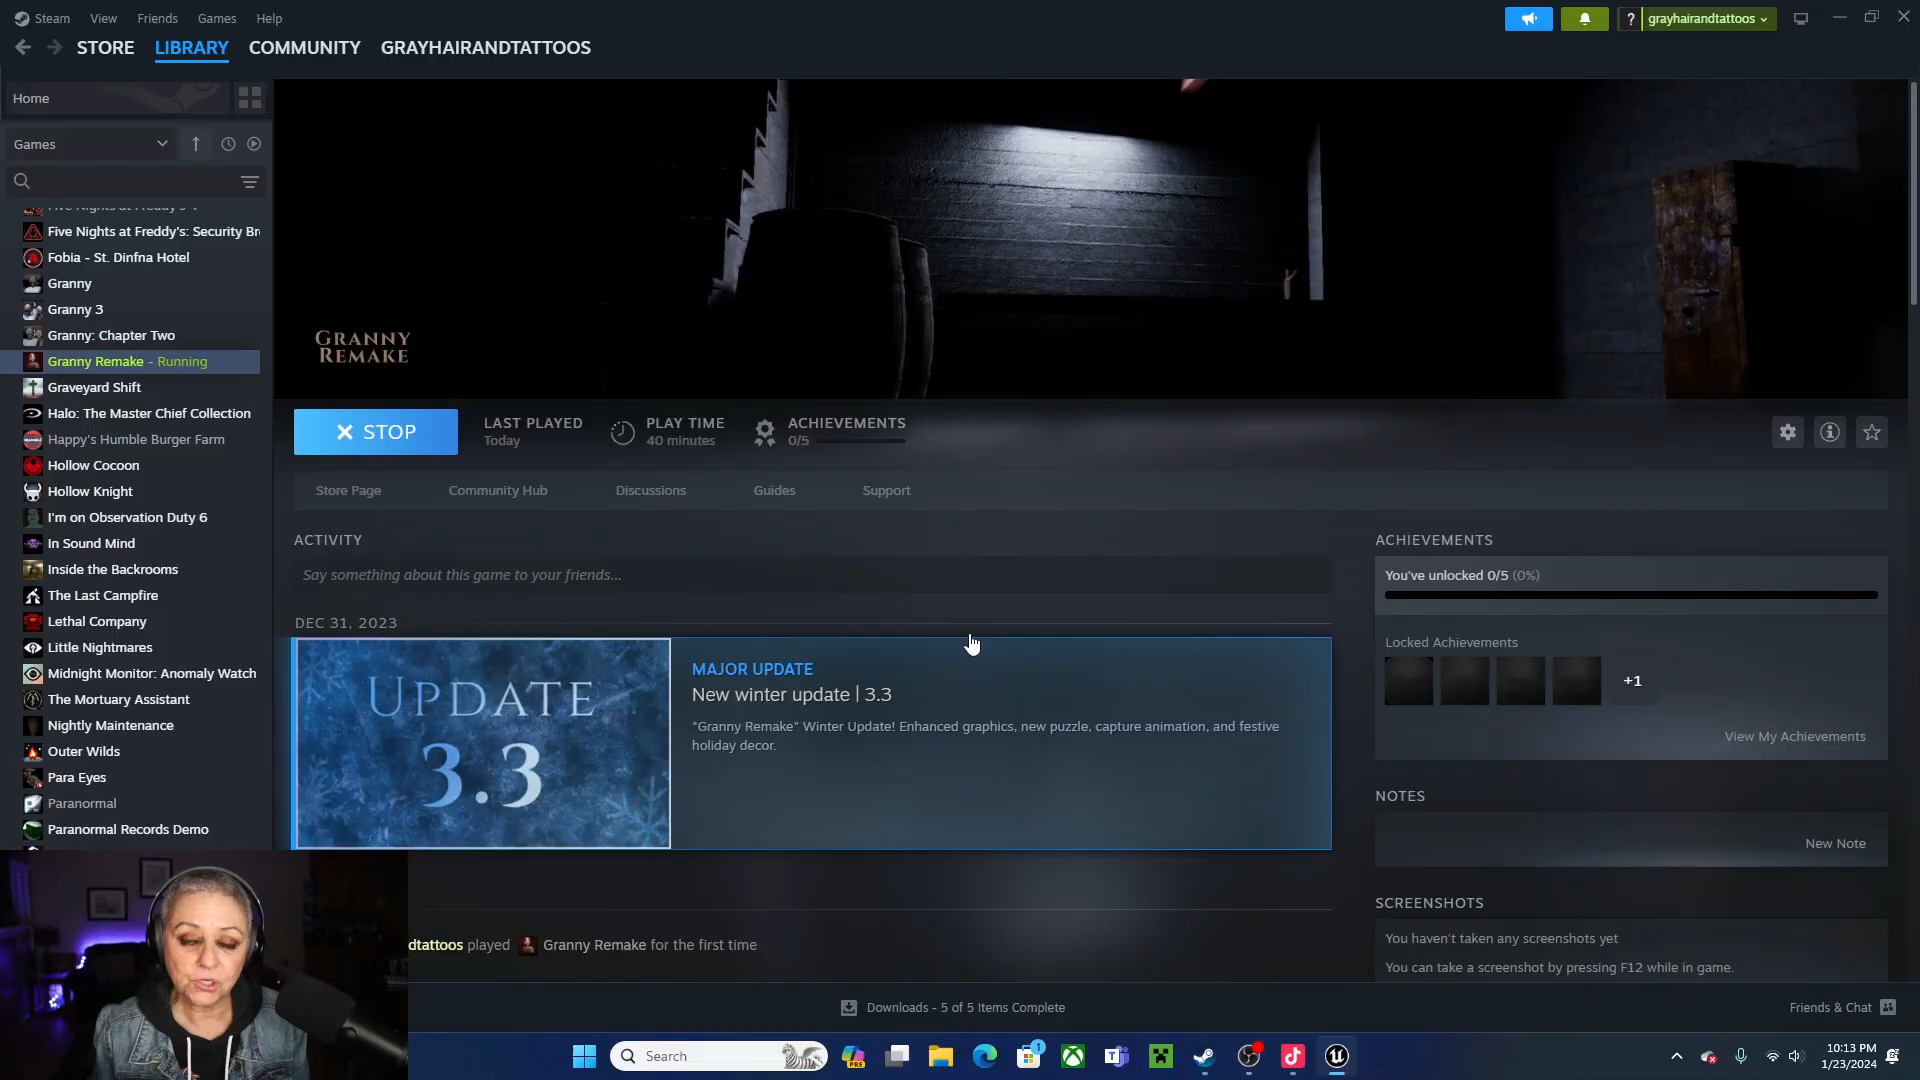 Steam View Friends Games Help
? grayhairandtattoos
STORE LIBRARY COMMUNITY GRAYHAIRANDTATTOOS
Home
Games
Five Nights at Freddy's 4
Five Nights at Freddy's: Security Br
Fobia - St. Dinfna Hotel
Granny
Granny 3
Granny: Chapter Two
Granny Remake - Running
Graveyard Shift
Halo: The Master Chief Collection
Happy's Humble Burger Farm
Hollow Cocoon
Hollow Knight
I'm on Observation Duty 6
In Sound Mind
Inside the Backrooms
The Last Campfire
Lethal Company
Little Nightmares
Midnight Monitor: Anomaly Watch
The Mortuary Assistant
Nightly Maintenance
Outer Wilds
Para Eyes
Paranormal
Paranormal Records Demo
GRANNY
REMAKE
STOP
LAST PLAYED
Today
PLAY TIME
40 minutes
ACHIEVEMENTS
0/5
Store Page Community Hub Discussions Guides Support
ACTIVITY
Say something about this game to your friends...
DEC 31, 2023
UPDATE
3.3
MAJOR UPDATE
New winter update | 3.3
"Granny Remake" Winter Update! Enhanced graphics, new puzzle, capture animation, and festive
holiday decor.
dtattoos played Granny Remake for the first time
ACHIEVEMENTS
You've unlocked 0/5 (0%)
Locked Achievements
+1
View My Achievements
NOTES
New Note
SCREENSHOTS
You haven't taken any screenshots yet
You can take a screenshot by pressing F12 while in game.
Downloads - 5 of 5 Items Complete
Friends & Chat
Search
PRE
1
10:13 PM
1/23/2024